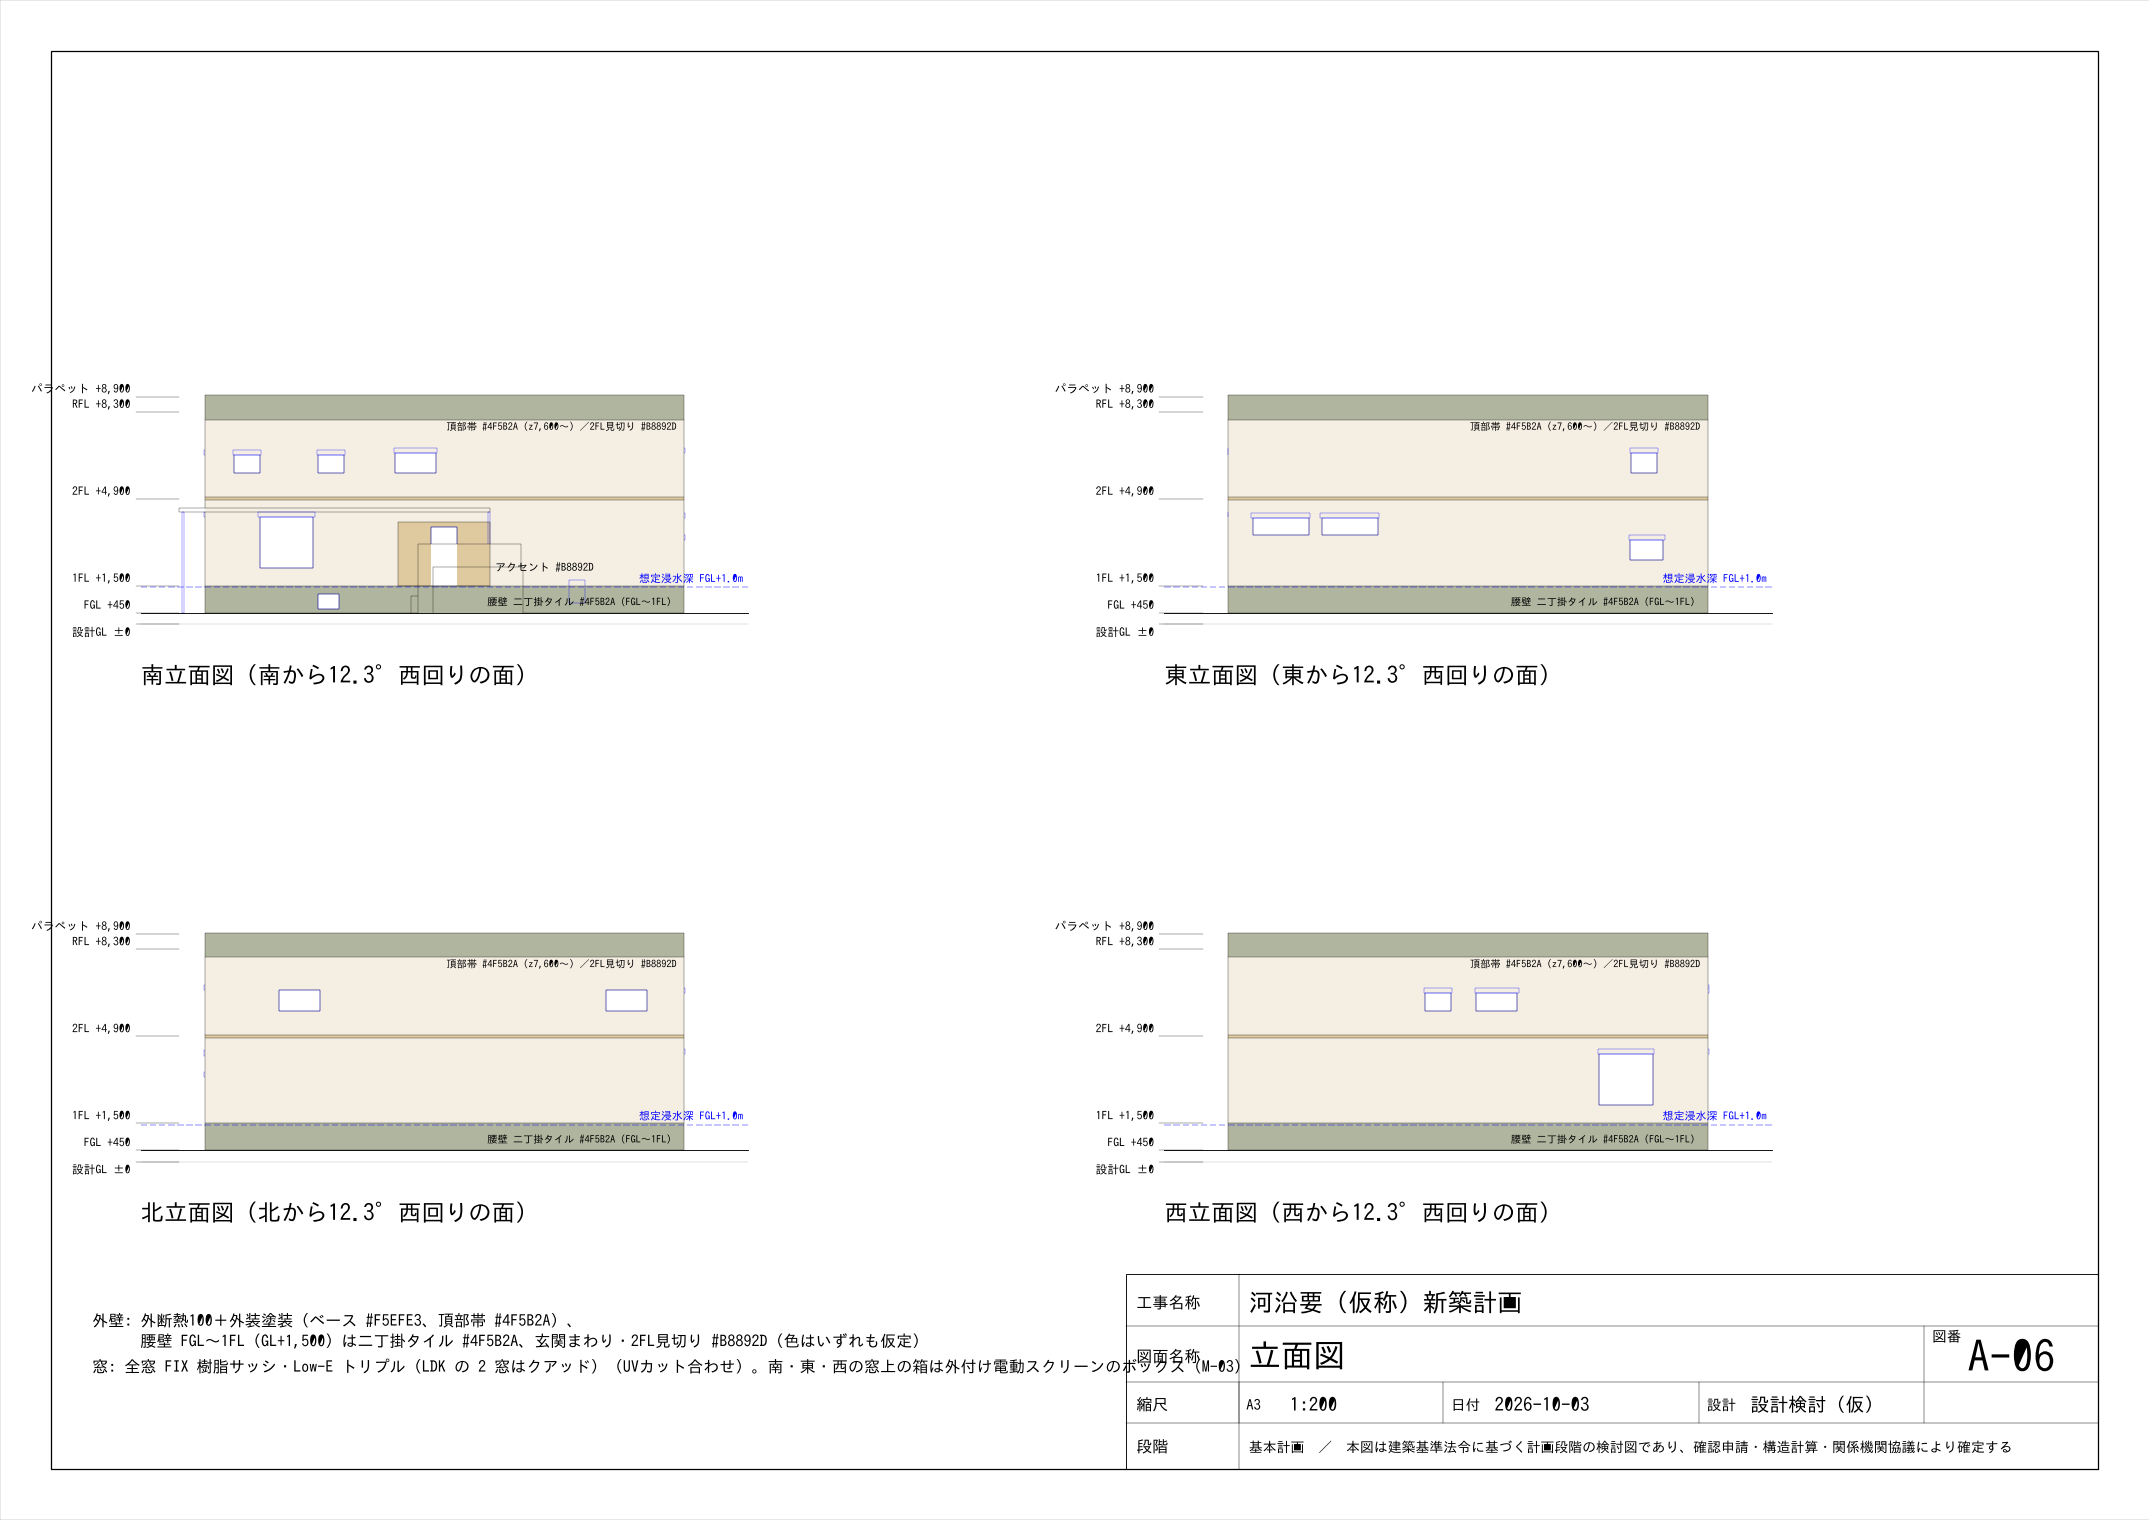 パラペット +8,900
RFL +8,300
頂部帯 #4F5B2A（z7,600～）／2FL見切り #B8892D
2FL +4,900
アクセント #B8892D
1FL +1,500
想定浸水深 FGL+1.0m
FGL +450
腰壁 二丁掛タイル #4F5B2A（FGL～1FL）
設計GL ±0
南立面図（南から12.3°西回りの面）
パラペット +8,900
RFL +8,300
頂部帯 #4F5B2A（z7,600～）／2FL見切り #B8892D
2FL +4,900
1FL +1,500
想定浸水深 FGL+1.0m
FGL +450
腰壁 二丁掛タイル #4F5B2A（FGL～1FL）
設計GL ±0
東立面図（東から12.3°西回りの面）
パラペット +8,900
RFL +8,300
頂部帯 #4F5B2A（z7,600～）／2FL見切り #B8892D
2FL +4,900
1FL +1,500
想定浸水深 FGL+1.0m
FGL +450
腰壁 二丁掛タイル #4F5B2A（FGL～1FL）
設計GL ±0
北立面図（北から12.3°西回りの面）
パラペット +8,900
RFL +8,300
頂部帯 #4F5B2A（z7,600～）／2FL見切り #B8892D
2FL +4,900
1FL +1,500
想定浸水深 FGL+1.0m
FGL +450
腰壁 二丁掛タイル #4F5B2A（FGL～1FL）
設計GL ±0
西立面図（西から12.3°西回りの面）
外壁: 外断熱100＋外装塗装（ベース #F5EFE3、頂部帯 #4F5B2A）、
腰壁 FGL～1FL（GL+1,500）は二丁掛タイル #4F5B2A、玄関まわり・2FL見切り #B8892D（色はいずれも仮定）
窓: 全窓 FIX 樹脂サッシ・Low-E トリプル（LDK の 2 窓はクアッド）（UVカット合わせ）。南・東・西の窓上の箱は外付け電動スクリーンのボックス（M-03）
工事名称 河沿要（仮称）新築計画
図面名称 立面図
図番 A-06
縮尺 A3 1:200 日付 2026-10-03 設計 設計検討（仮）
段階 基本計画 ／ 本図は建築基準法令に基づく計画段階の検討図であり、確認申請・構造計算・関係機関協議により確定する